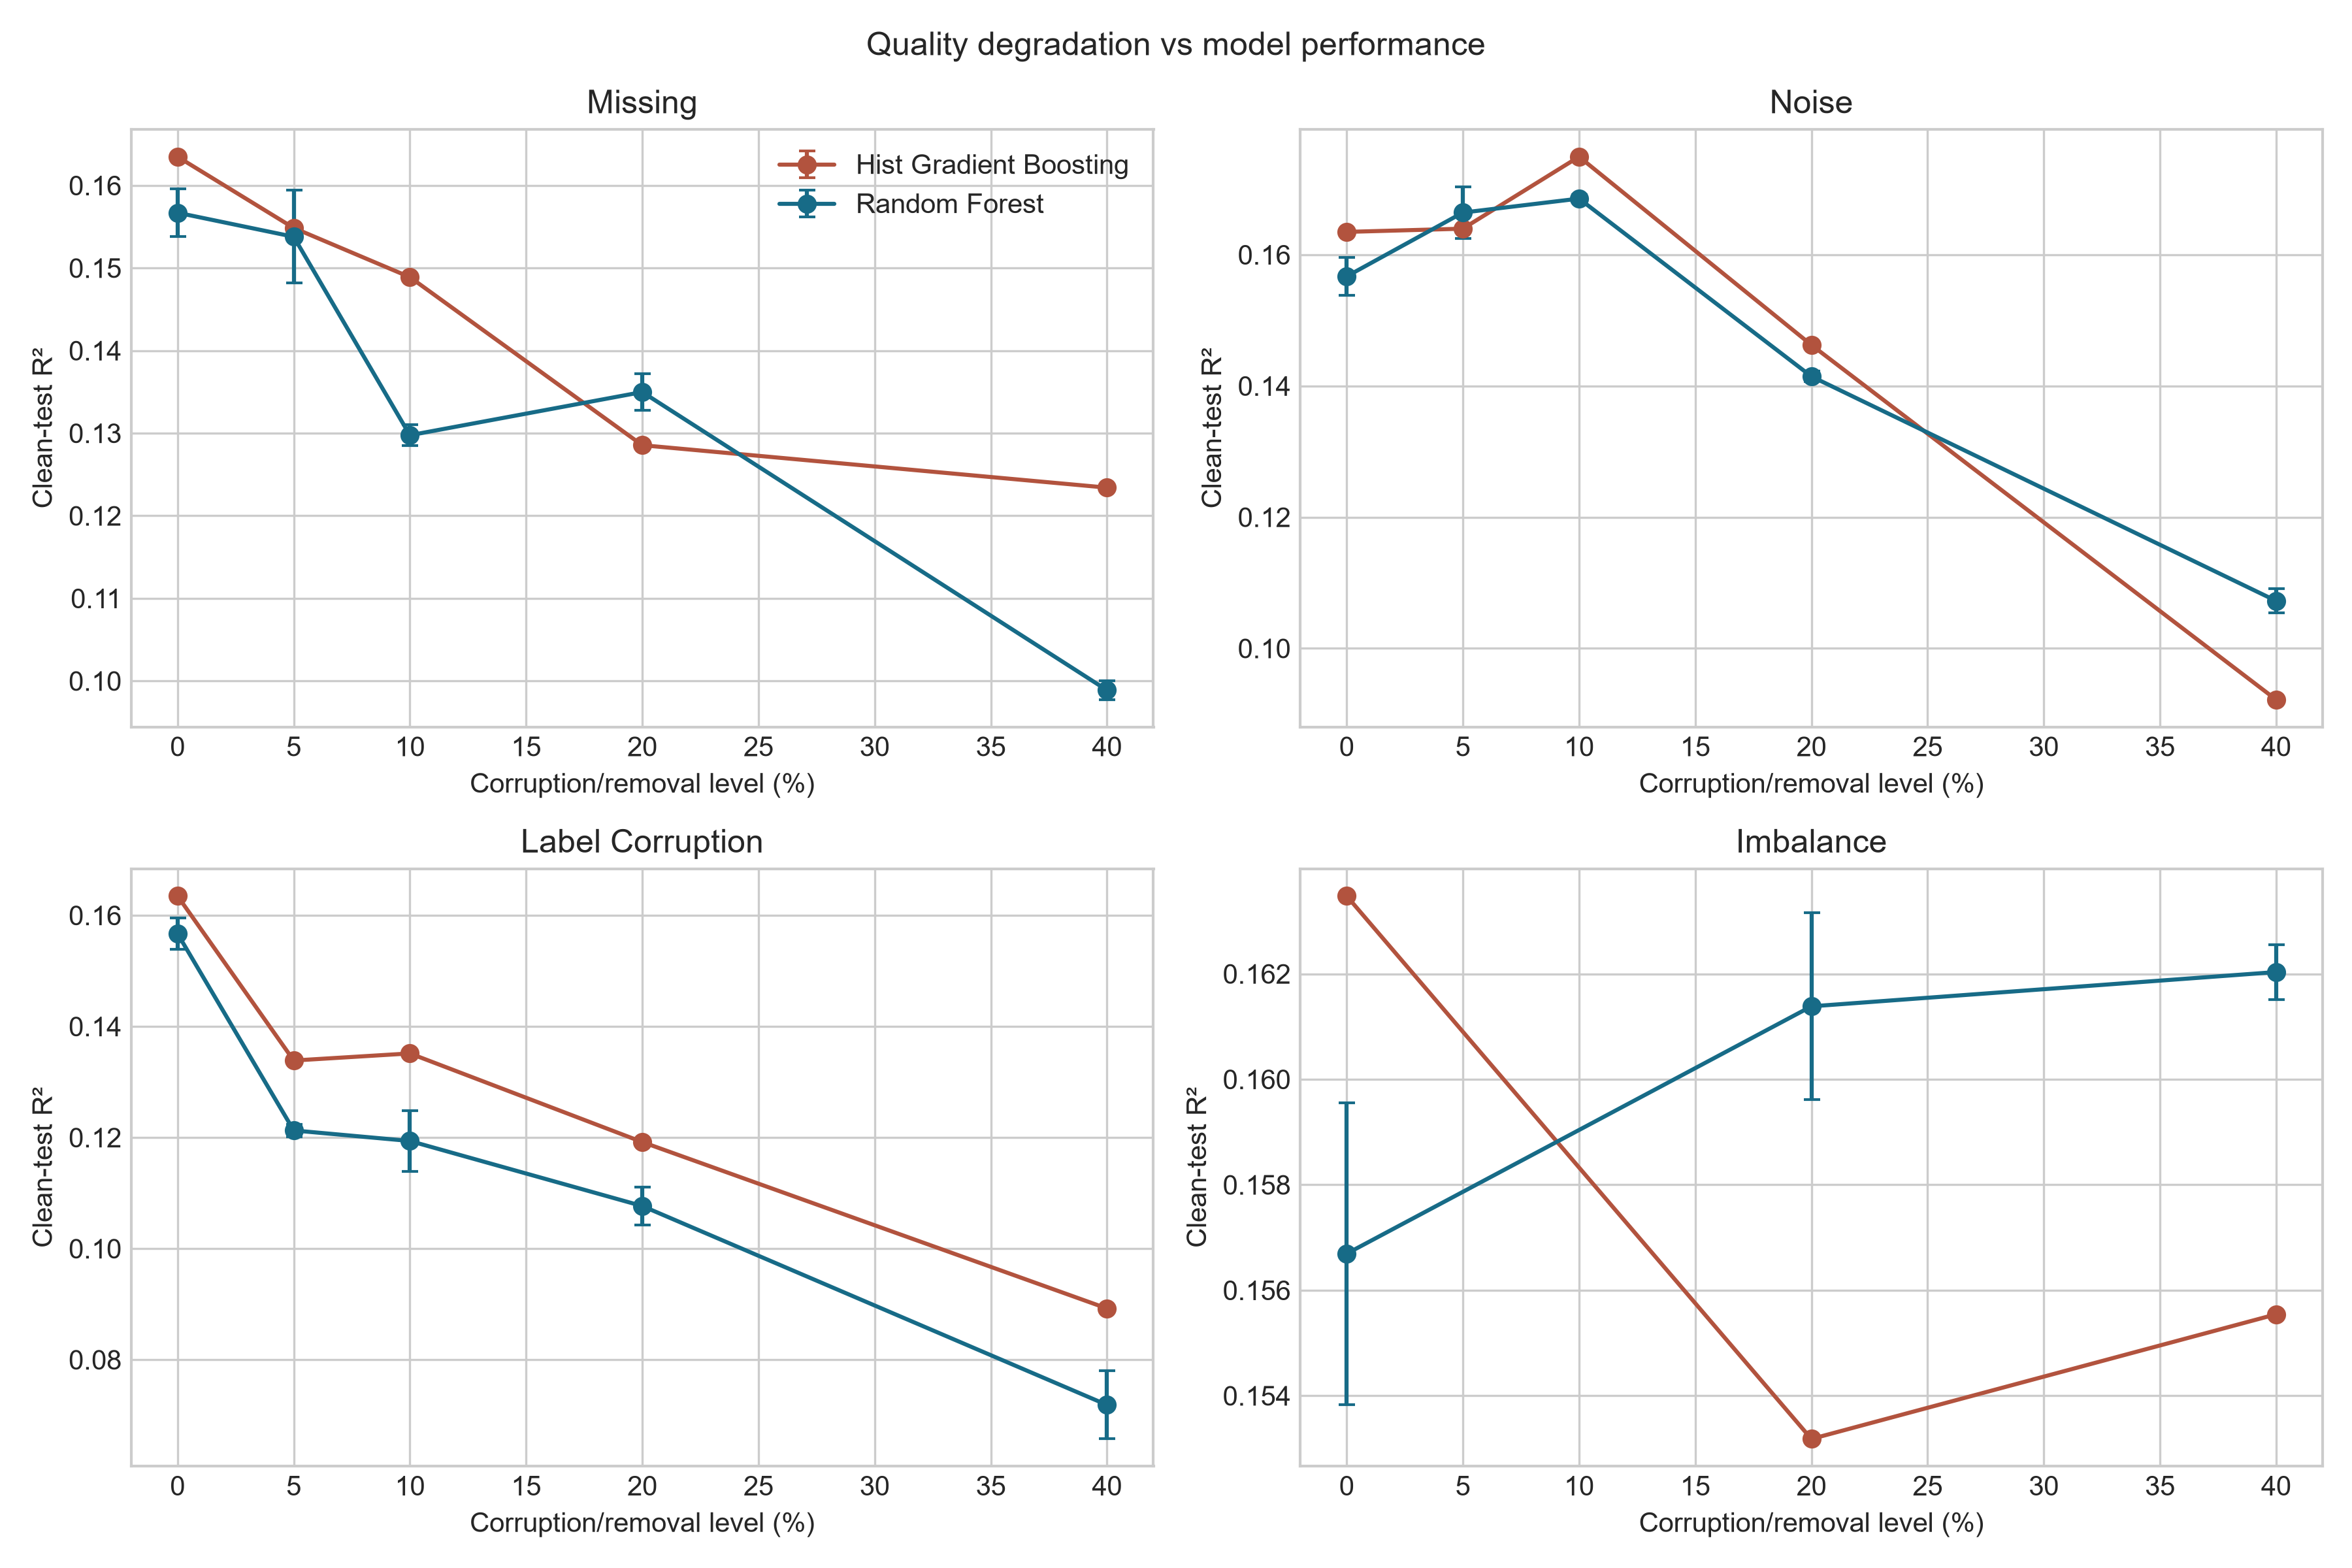 Quality degradation vs model performance
Missing
Hist Gradient Boosting
Random Forest
Clean-test R²
0.16
0.15
0.14
0.13
0.12
0.11
0.10
0 5 10 15 20 25 30 35 40
Corruption/removal level (%)
Noise
Clean-test R²
0.16
0.14
0.12
0.10
0 5 10 15 20 25 30 35 40
Corruption/removal level (%)
Label Corruption
Clean-test R²
0.16
0.14
0.12
0.10
0.08
0 5 10 15 20 25 30 35 40
Corruption/removal level (%)
Imbalance
Clean-test R²
0.162
0.160
0.158
0.156
0.154
0 5 10 15 20 25 30 35 40
Corruption/removal level (%)